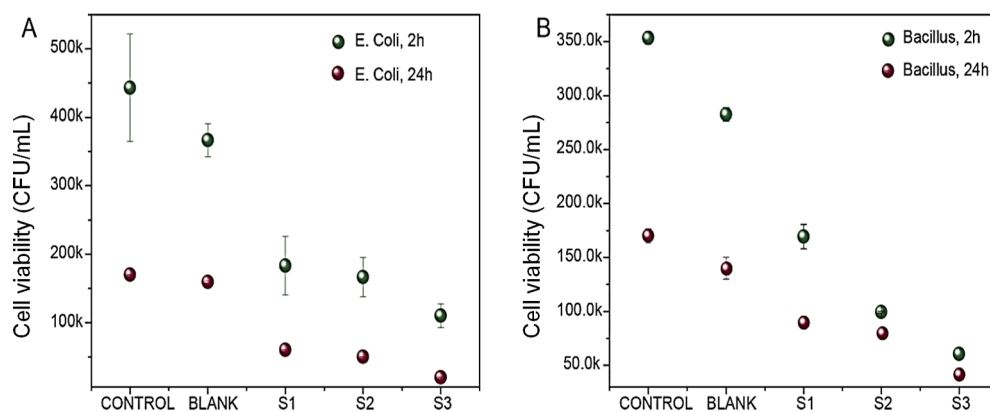 A
Cell viability (CFU/mL)
500k
400k
300k
200k
100k
E. Coli, 2h
E. Coli, 24h
CONTROL BLANK S1 S2 S3
B
Cell viability (CFU/mL)
350.0k
300.0k
250.0k
200.0k
150.0k
100.0k
50.0k
Bacillus, 2h
Bacillus, 24h
CONTROL BLANK S1 S2 S3